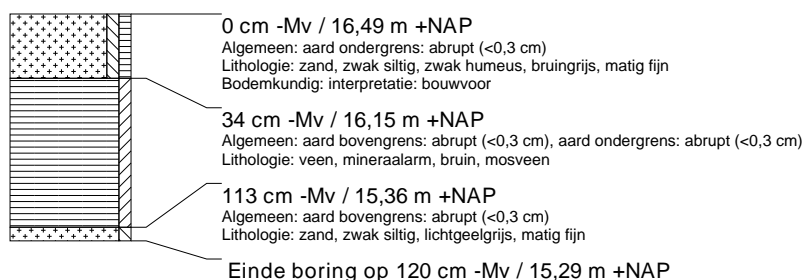 0 cm -Mv / 16,49 m +NAP
Algemeen: aard ondergrens: abrupt (<0,3 cm)
Lithologie: zand, zwak siltig, zwak humeus, bruingrijs, matig fijn
Bodemkundig: interpretatie: bouwvoor
34 cm -Mv / 16,15 m +NAP
Algemeen: aard bovengrens: abrupt (<0,3 cm), aard ondergrens: abrupt (<0,3 cm)
Lithologie: veen, mineraalarm, bruin, mosveen
113 cm -Mv / 15,36 m +NAP
Algemeen: aard bovengrens: abrupt (<0,3 cm)
Lithologie: zand, zwak siltig, lichtgeelgrijs, matig fijn
Einde boring op 120 cm -Mv / 15,29 m +NAP